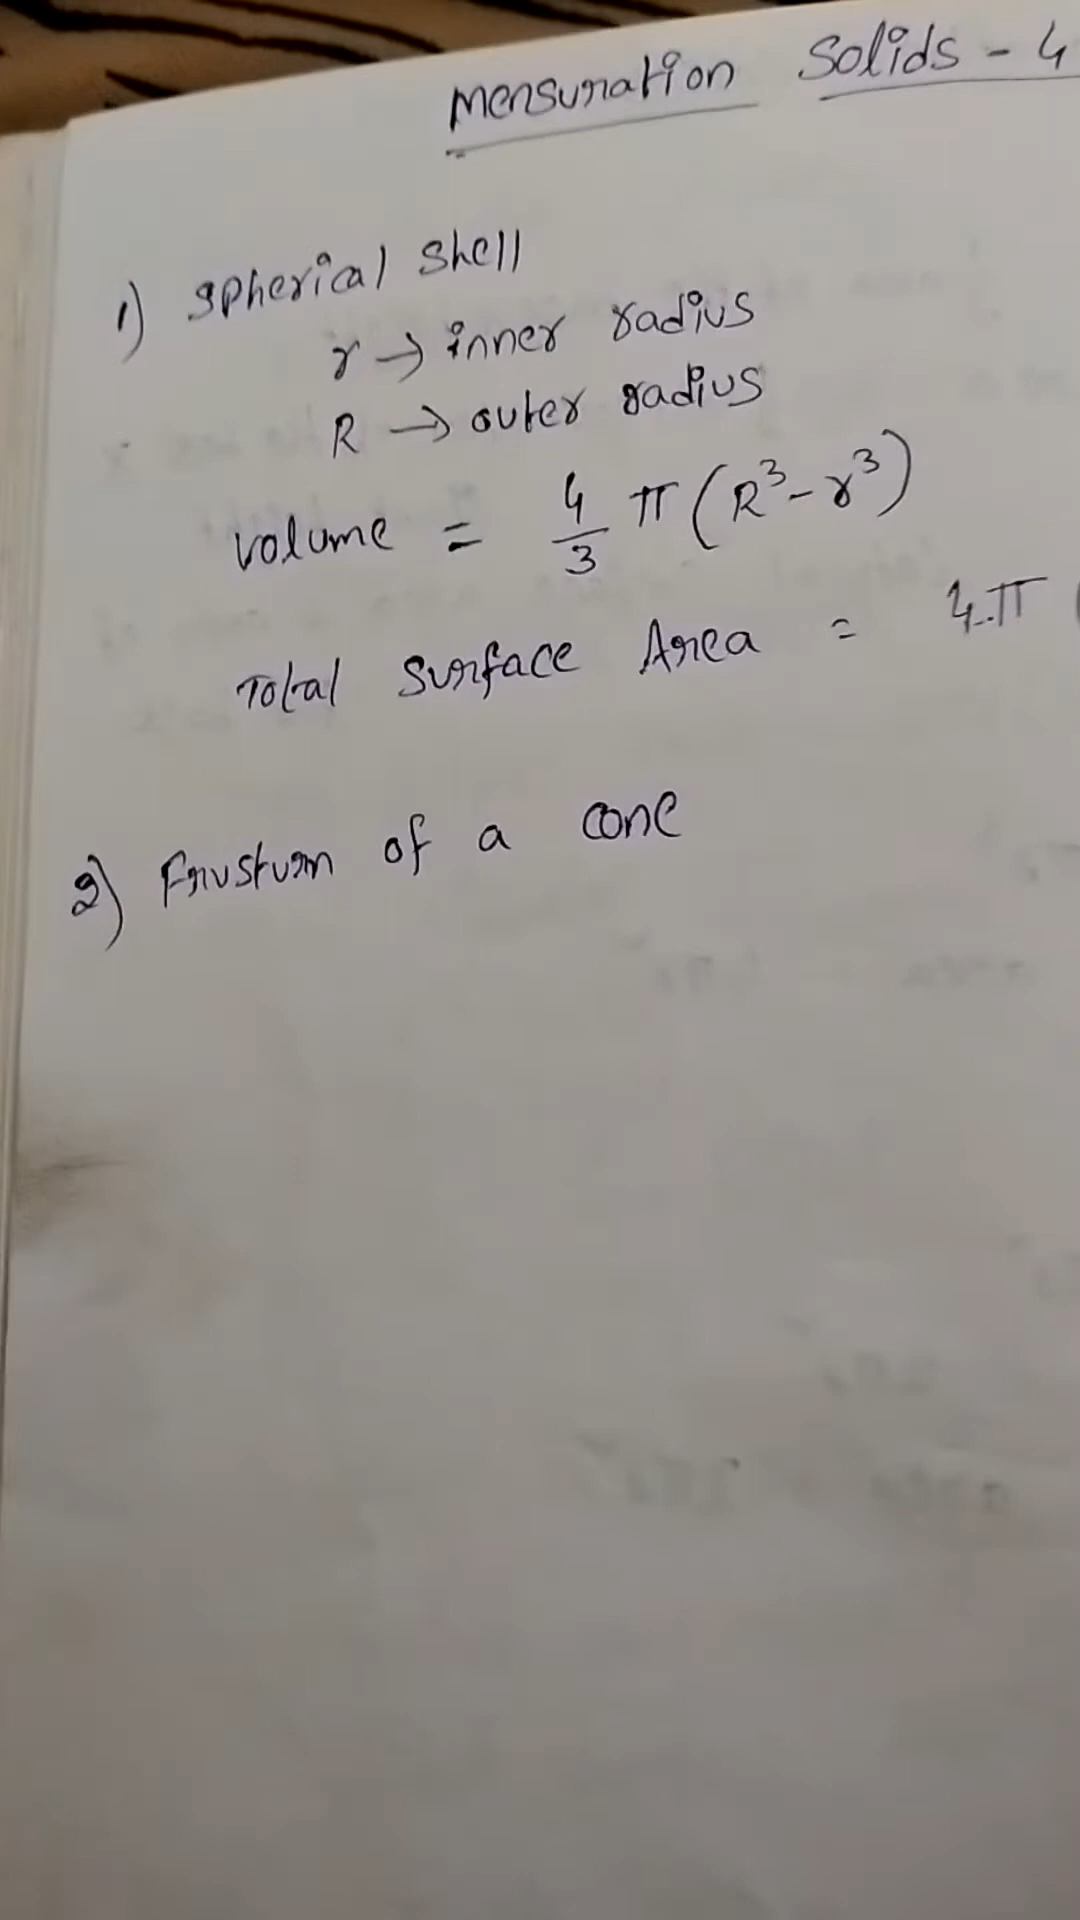 Mensuration Solids - 4
1) Spherical Shell
r → inner radius
R → outer radius
Volume = 4/3 π (R³ - r³)
Total Surface Area = 4π (
2) Frustum of a cone